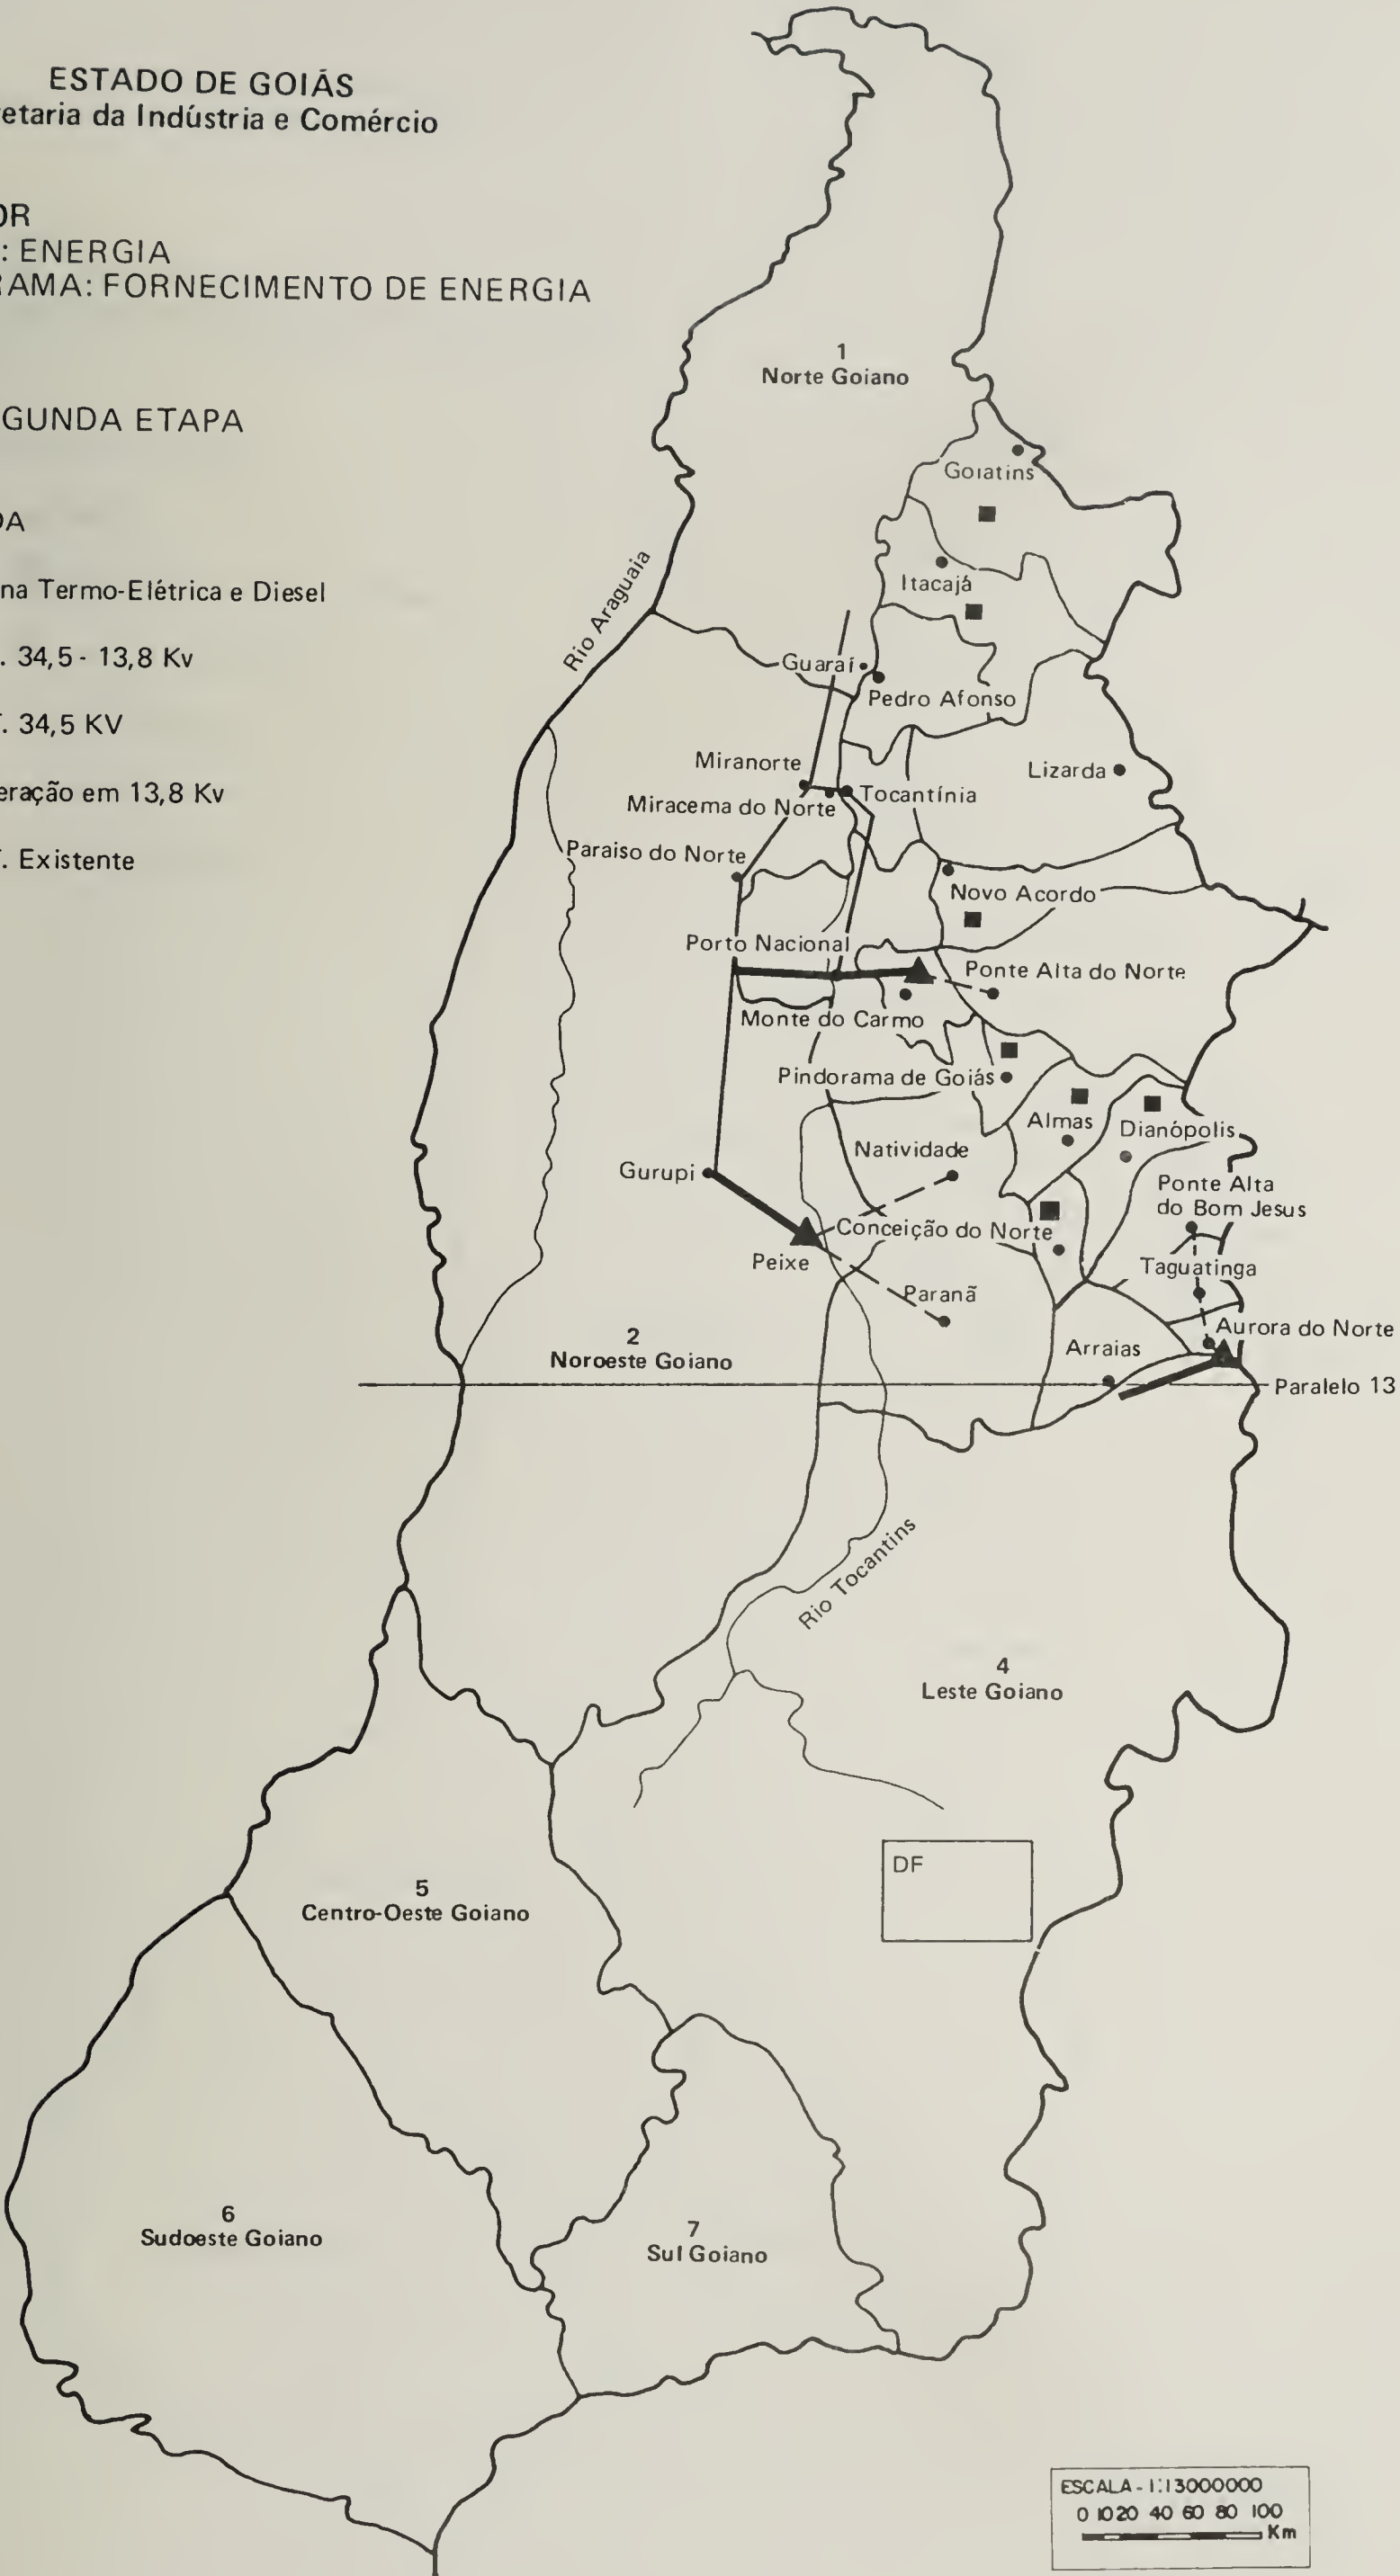 ESTADO DE GOIÁS
retaria da Indústria e Comércio
OR
: ENERGIA
RAMA: FORNECIMENTO DE ENERGIA
GUNDA ETAPA
DA
na Termo-Elétrica e Diesel
. 34,5 - 13,8 Kv
. 34,5 KV
eração em 13,8 Kv
. Existente
1
Norte Goiano
Goiatins
Itacajá
Rio Araguaia
Guaraí
Pedro Afonso
Miranorte
Lizarda
Miracema do Norte
Tocantínia
Paraiso do Norte
Novo Acordo
Porto Nacional
Ponte Alta do Norte
Monte do Carmo
Pindorama de Goiás
Almas
Dianópolis
Natividade
Gurupi
Ponte Alta
do Bom Jesus
Conceição do Norte
Peixe
Taguatinga
Paranã
Aurora do Norte
2
Noroeste Goiano
Arraias
Paralelo 13
Rio Tocantins
4
Leste Goiano
DF
5
Centro-Oeste Goiano
6
Sudoeste Goiano
7
Sul Goiano
ESCALA - 1:13000000
0 10 20 40 60 80 100
Km